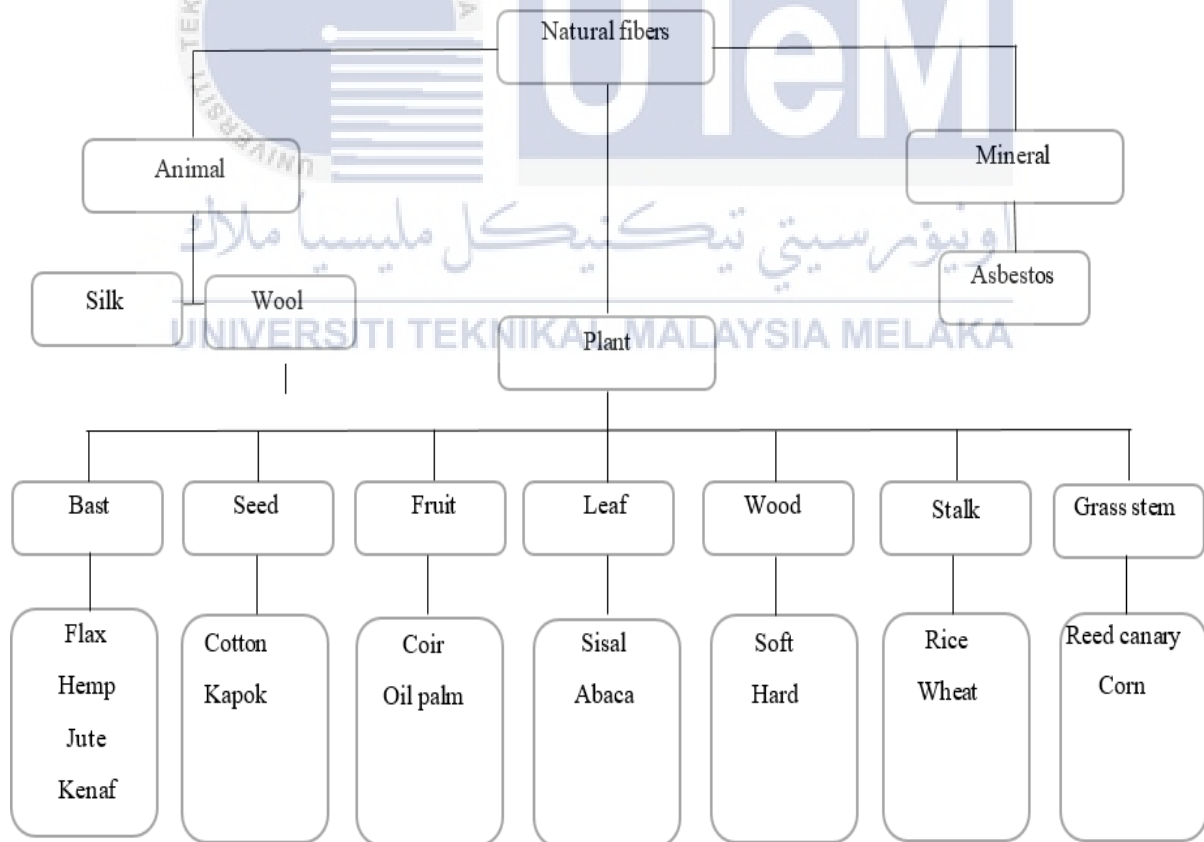 Natural fibers
Animal
Mineral
اونيۏرسيتي تيكنيكل مليسيا ملاك
Asbestos
Silk
Wool
UNIVERSITI TEKNIKAL MALAYSIA MELAKA
Plant
UTeM
Bast
Seed
Fruit
Leaf
Wood
Stalk
Grass stem
Flax
Hemp
Jute
Kenaf
Cotton
Kapok
Coir
Oil palm
Sisal
Abaca
Soft
Hard
Rice
Wheat
Reed canary
Corn